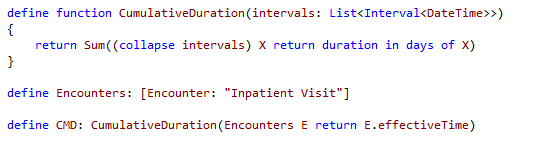 define function CumulativeDuration(intervals: List<Interval<DateTime>>)
{
    return Sum((collapse intervals) X return duration in days of X)
}
define Encounters: [Encounter: "Inpatient Visit"]
define CMD: CumulativeDuration(Encounters E return E.effectiveTime)